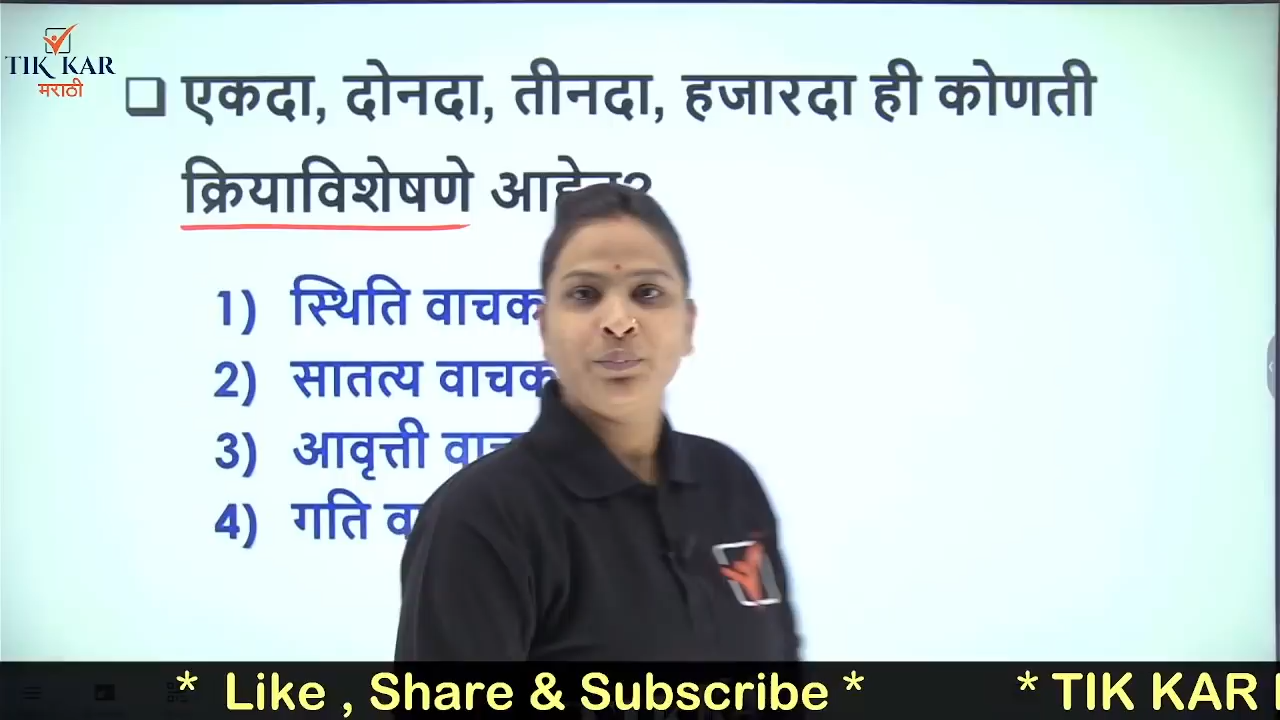 TIK KAR
मराठी
❑ एकदा, दोनदा, तीनदा, हजारदा ही कोणती
क्रियाविशेषणे
1) स्थिति वाचक
2) सातत्य वाचक
3) आवृत्ती
4) गति
* Like , Share & Subscribe * * TIK KAR